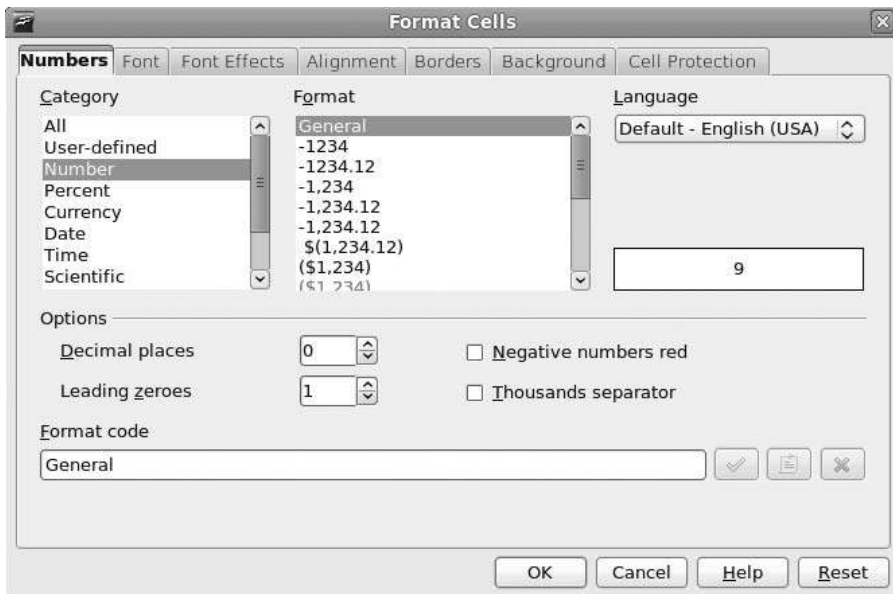 Format Cells
Numbers Font Font Effects Alignment Borders Background Cell Protection
Category
All
User-defined
Number
Percent
Currency
Date
Time
Scientific
Format
General
-1234
-1234.12
-1,234
-1,234.12
-1,234.12
$(1,234.12)
($1,234)
($1,234)
Language
Default - English (USA)
9
Options
Decimal places 0
Negative numbers red
Leading zeroes 1
Thousands separator
Format code
General
OK Cancel Help Reset